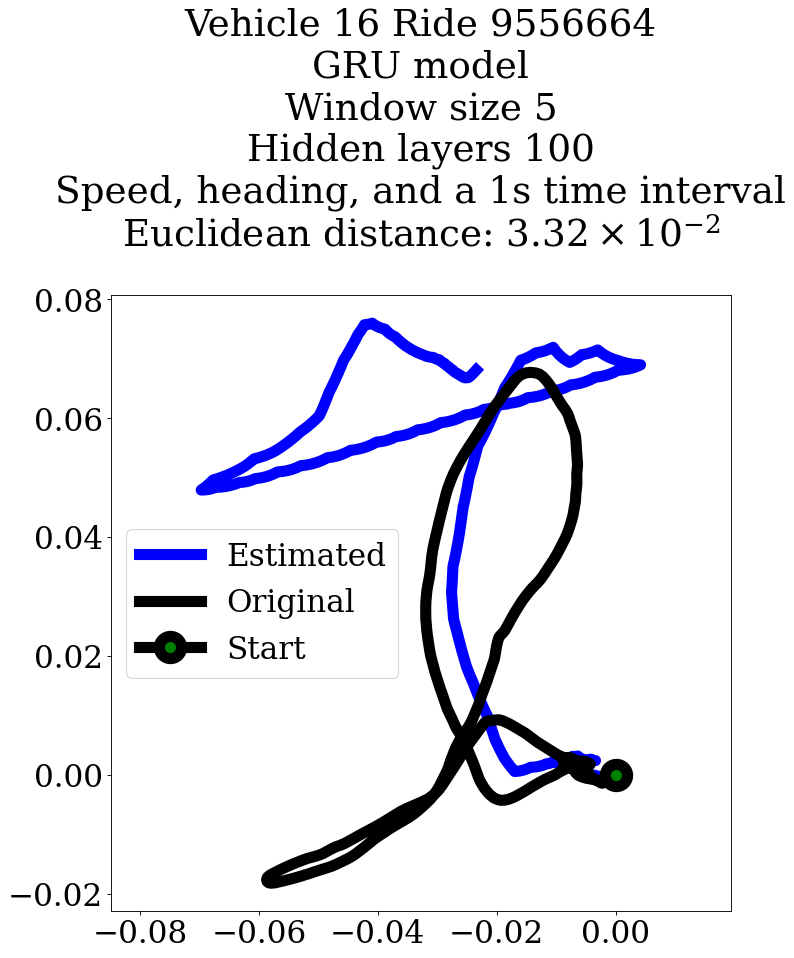 Vehicle 16 Ride 9556664
GRU model
Window size 5
Hidden layers 100
Speed, heading, and a 1s time interval
Euclidean distance: 3.32 × 10⁻²
0.08
0.06
0.04
0.02
0.00
−0.02
Estimated
Original
Start
−0.08 −0.06 −0.04 −0.02 0.00